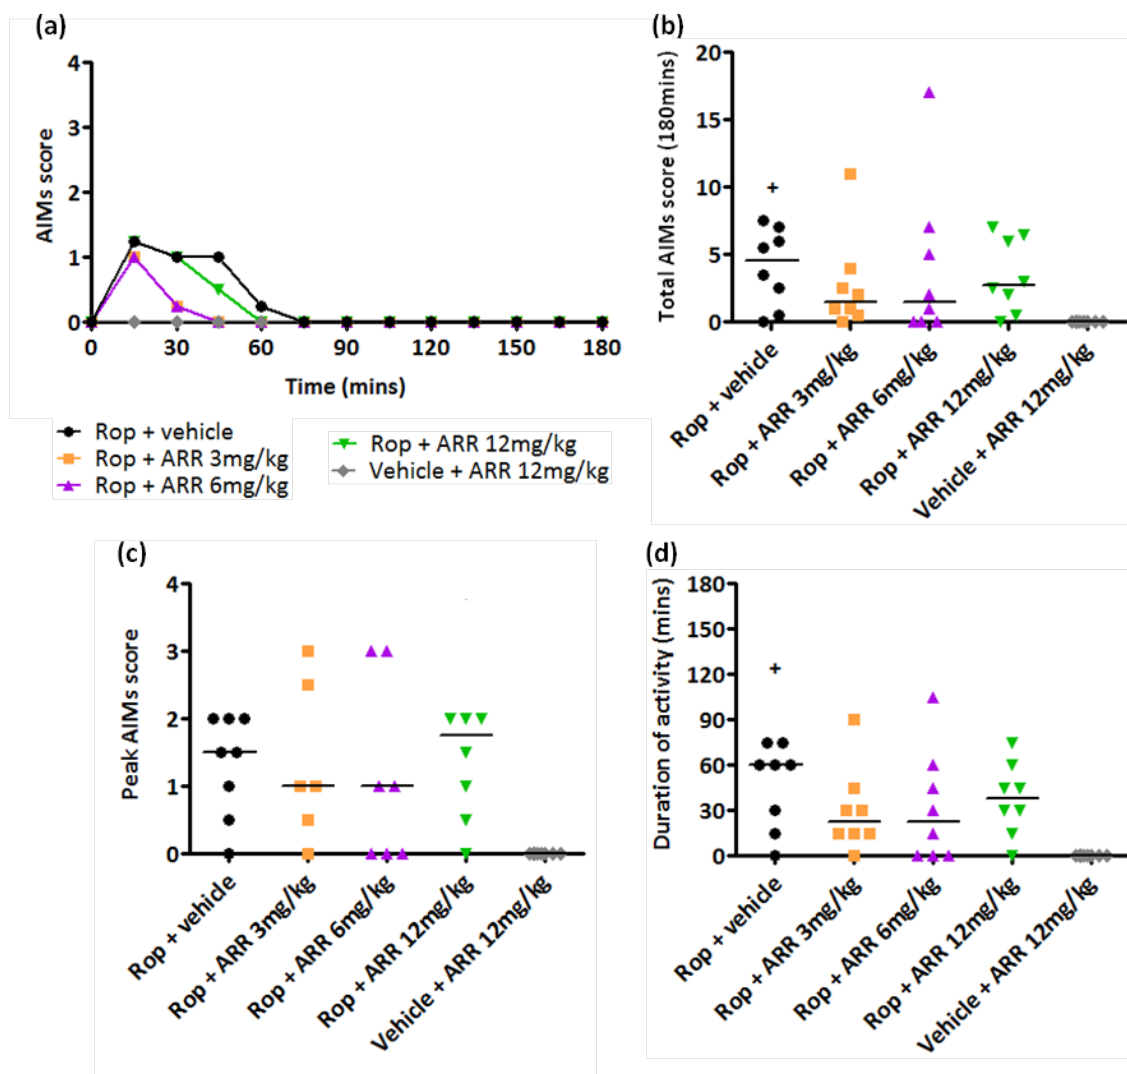 (a)
AIMs score
4
3
2
1
0
0 30 60 90 120 150 180
Time (mins)
Rop + vehicle
Rop + ARR 3mg/kg
Rop + ARR 6mg/kg
Rop + ARR 12mg/kg
Vehicle + ARR 12mg/kg
(b)
Total AIMs score (180mins)
20
15
10
5
0
+
Rop + vehicle
Rop + ARR 3mg/kg
Rop + ARR 6mg/kg
Rop + ARR 12mg/kg
Vehicle + ARR 12mg/kg
(c)
Peak AIMs score
4
3
2
1
0
Rop + vehicle
Rop + ARR 3mg/kg
Rop + ARR 6mg/kg
Rop + ARR 12mg/kg
Vehicle + ARR 12mg/kg
(d)
Duration of activity (mins)
180
150
120
90
60
30
0
+
Rop + vehicle
Rop + ARR 3mg/kg
Rop + ARR 6mg/kg
Rop + ARR 12mg/kg
Vehicle + ARR 12mg/kg